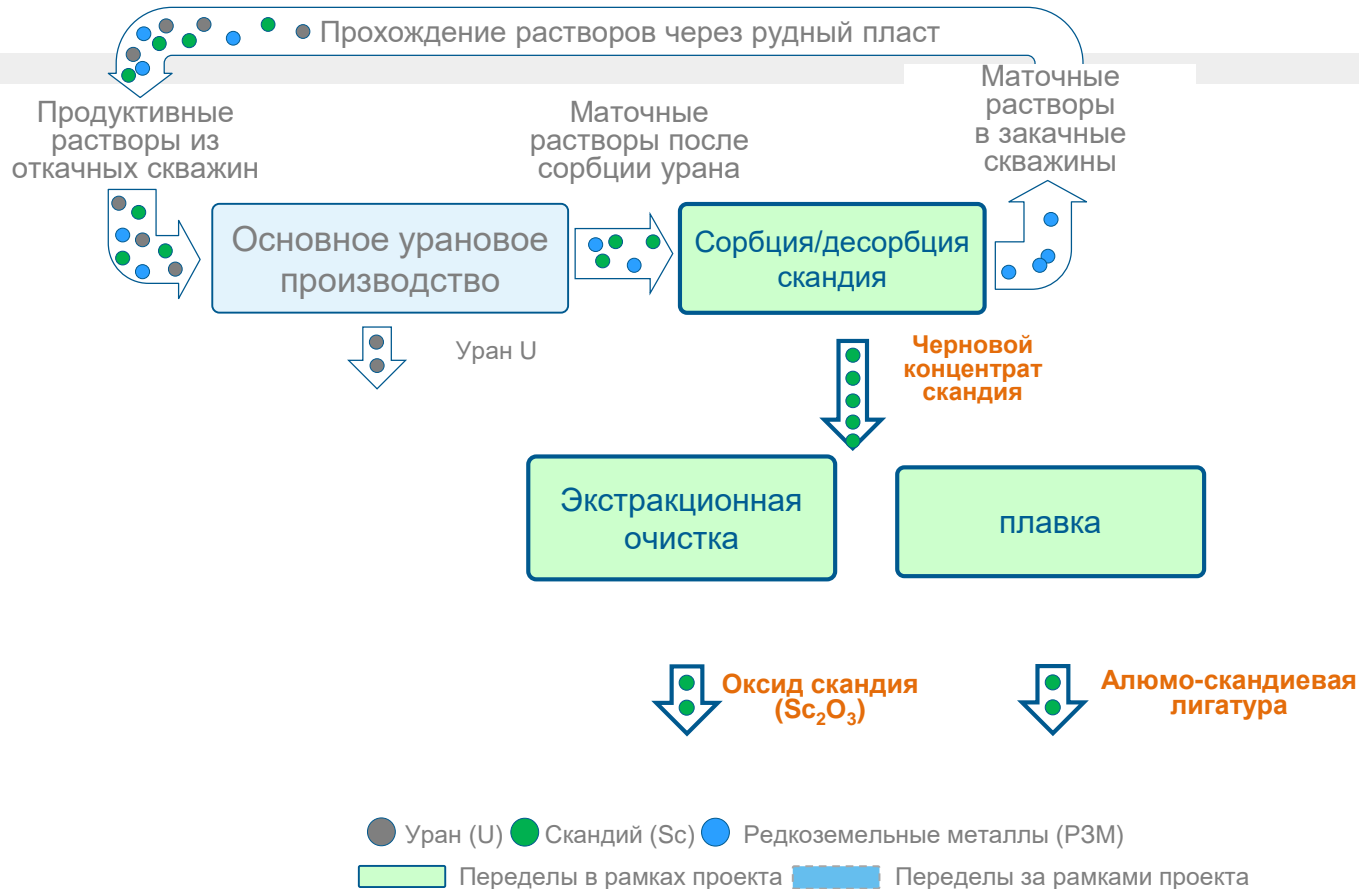 Прохождение растворов через рудный пласт
Продуктивные
растворы из
откачных скважин
Маточные
растворы после
сорбции урана
Маточные
растворы
в закачные
скважины
Основное урановое
производство
Сорбция/десорбция
скандия
Уран U
Черновой
концентрат
скандия
Экстракционная
очистка
плавка
Оксид скандия
(Sc₂O₃)
Алюмо-скандиевая
лигатура
Уран (U) Скандий (Sc) Редкоземельные металлы (РЗМ)
Переделы в рамках проекта Переделы за рамками проекта